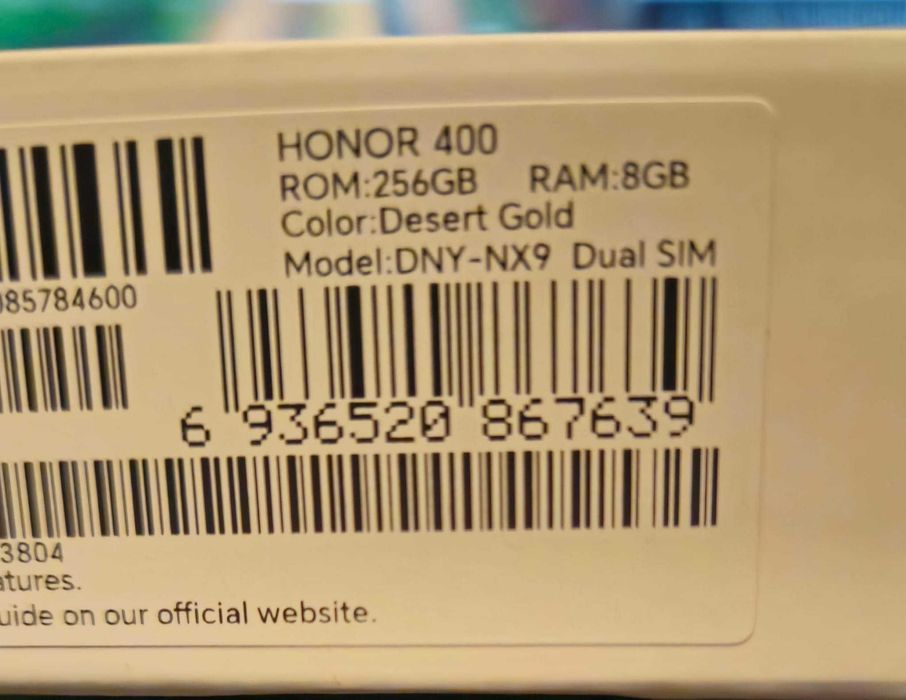 HONOR 400
ROM:256GB RAM:8GB
Color:Desert Gold
Model:DNY-NX9 Dual SIM
085784600
6 936520 867639
3804
atures.
uide on our official website.